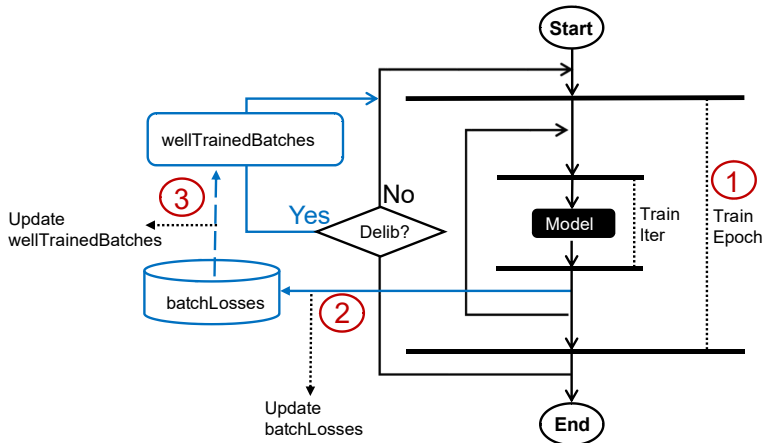 Start
wellTrainedBatches
3
No
1
Update
wellTrainedBatches
Yes
Delib?
Model
Train
Iter
Train
Epoch
batchLosses
2
Update
batchLosses
End